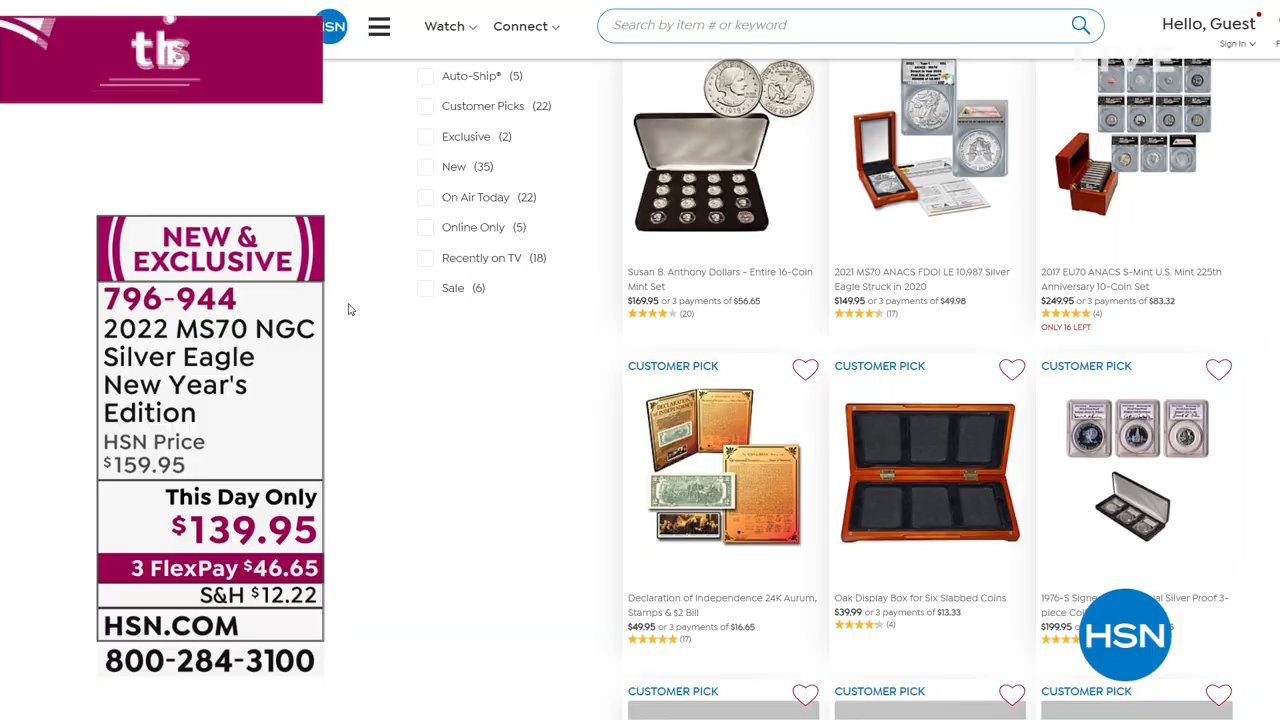 this
HSN
Watch
Connect
Search by item # or keyword
Hello, Guest
Sign In
LIVE
Auto-Ship® (5)
Customer Picks (22)
Exclusive (2)
New (35)
On Air Today (22)
Online Only (5)
Recently on TV (18)
Sale (6)
NEW &
EXCLUSIVE
796-944
2022 MS70 NGC
Silver Eagle
New Year's
Edition
HSN Price
$159.95
This Day Only
$139.95
3 FlexPay $46.65
S&H $12.22
HSN.COM
800-284-3100
Susan B. Anthony Dollars - Entire 16-Coin
Mint Set
$169.95 or 3 payments of $56.65
(20)
2021 MS70 ANACS FDOI LE 10,987 Silver
Eagle Struck in 2020
$149.95 or 3 payments of $49.98
(17)
2017 EU70 ANACS S-Mint U.S. Mint 225th
Anniversary 10-Coin Set
$249.95 or 3 payments of $83.32
(4)
ONLY 16 LEFT
CUSTOMER PICK
CUSTOMER PICK
CUSTOMER PICK
Declaration of Independence 24K Aurum,
Stamps & $2 Bill
$49.95 or 3 payments of $16.65
(17)
Oak Display Box for Six Slabbed Coins
$39.99 or 3 payments of $13.33
(4)
1976-S Silver Proof 3-
$199.95
HSN
CUSTOMER PICK
CUSTOMER PICK
CUSTOMER PICK